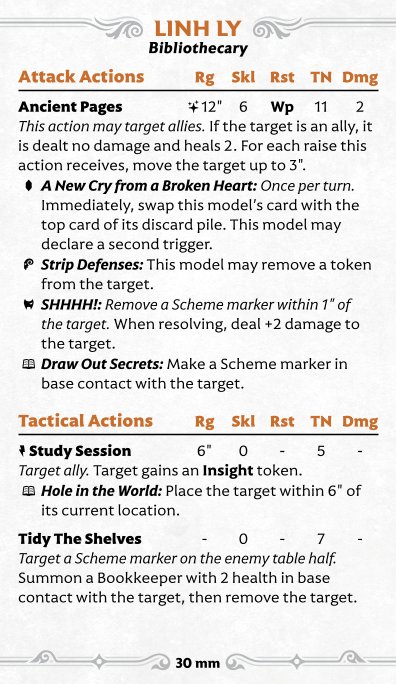 LINH LY
Bibliothecary
Attack Actions Rg Skl Rst TN Dmg
Ancient Pages 12" 6 Wp 11 2
This action may target allies. If the target is an ally, it
is dealt no damage and heals 2. For each raise this
action receives, move the target up to 3".
A New Cry from a Broken Heart: Once per turn.
Immediately, swap this model's card with the
top card of its discard pile. This model may
declare a second trigger.
Strip Defenses: This model may remove a token
from the target.
SHHHH!: Remove a Scheme marker within 1" of
the target. When resolving, deal +2 damage to
the target.
Draw Out Secrets: Make a Scheme marker in
base contact with the target.
Tactical Actions Rg Skl Rst TN Dmg
Study Session 6" 0 - 5 -
Target ally. Target gains an Insight token.
Hole in the World: Place the target within 6" of
its current location.
Tidy The Shelves - 0 - 7 -
Target a Scheme marker on the enemy table half.
Summon a Bookkeeper with 2 health in base
contact with the target, then remove the target.
30 mm